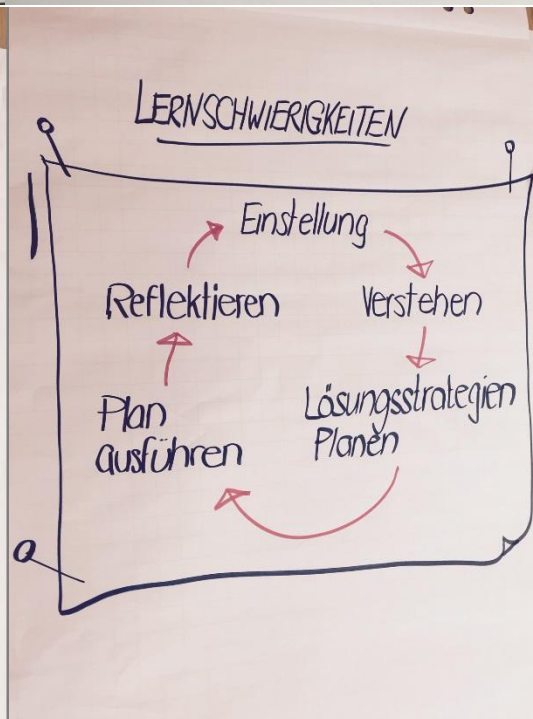 LERNSCHWIERIGKEITEN
Einstellung
Verstehen
Lösungsstrategien
Planen
Plan
ausführen
Reflektieren